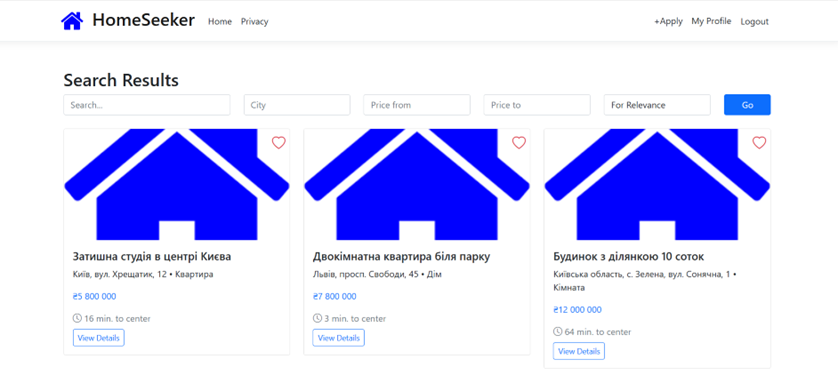 HomeSeeker Home Privacy +Apply My Profile Logout
Search Results
Search... City Price from Price to For Relevance Go
Затишна студія в центрі Києва
Київ, вул. Хрещатик, 12 • Квартира
₴5 800 000
16 min. to center
View Details
Двокімнатна квартира біля парку
Львів, просп. Свободи, 45 • Дім
₴7 800 000
3 min. to center
View Details
Будинок з ділянкою 10 соток
Київська область, с. Зелена, вул. Сонячна, 1 •
Кімната
₴12 000 000
64 min. to center
View Details